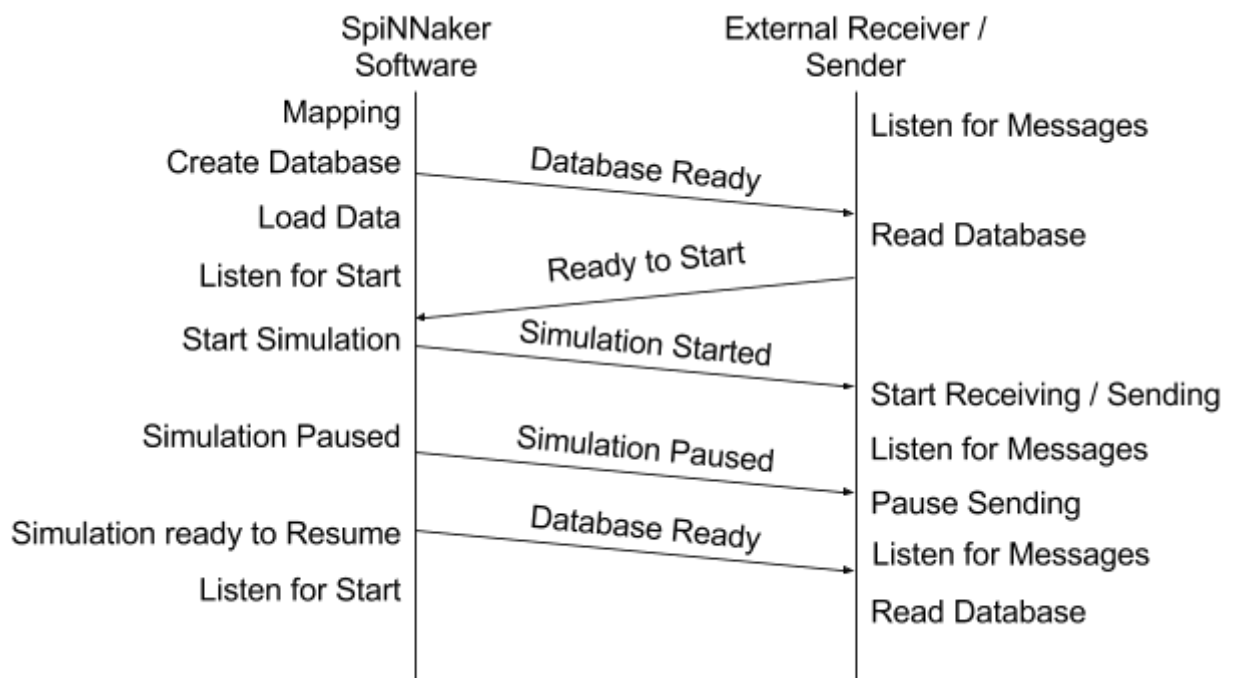 SpiNNaker
Software
External Receiver /
Sender
Mapping
Listen for Messages
Create Database
Database Ready
Load Data
Read Database
Ready to Start
Listen for Start
Start Simulation
Simulation Started
Start Receiving / Sending
Simulation Paused
Simulation Paused
Listen for Messages
Pause Sending
Simulation ready to Resume
Database Ready
Listen for Messages
Listen for Start
Read Database